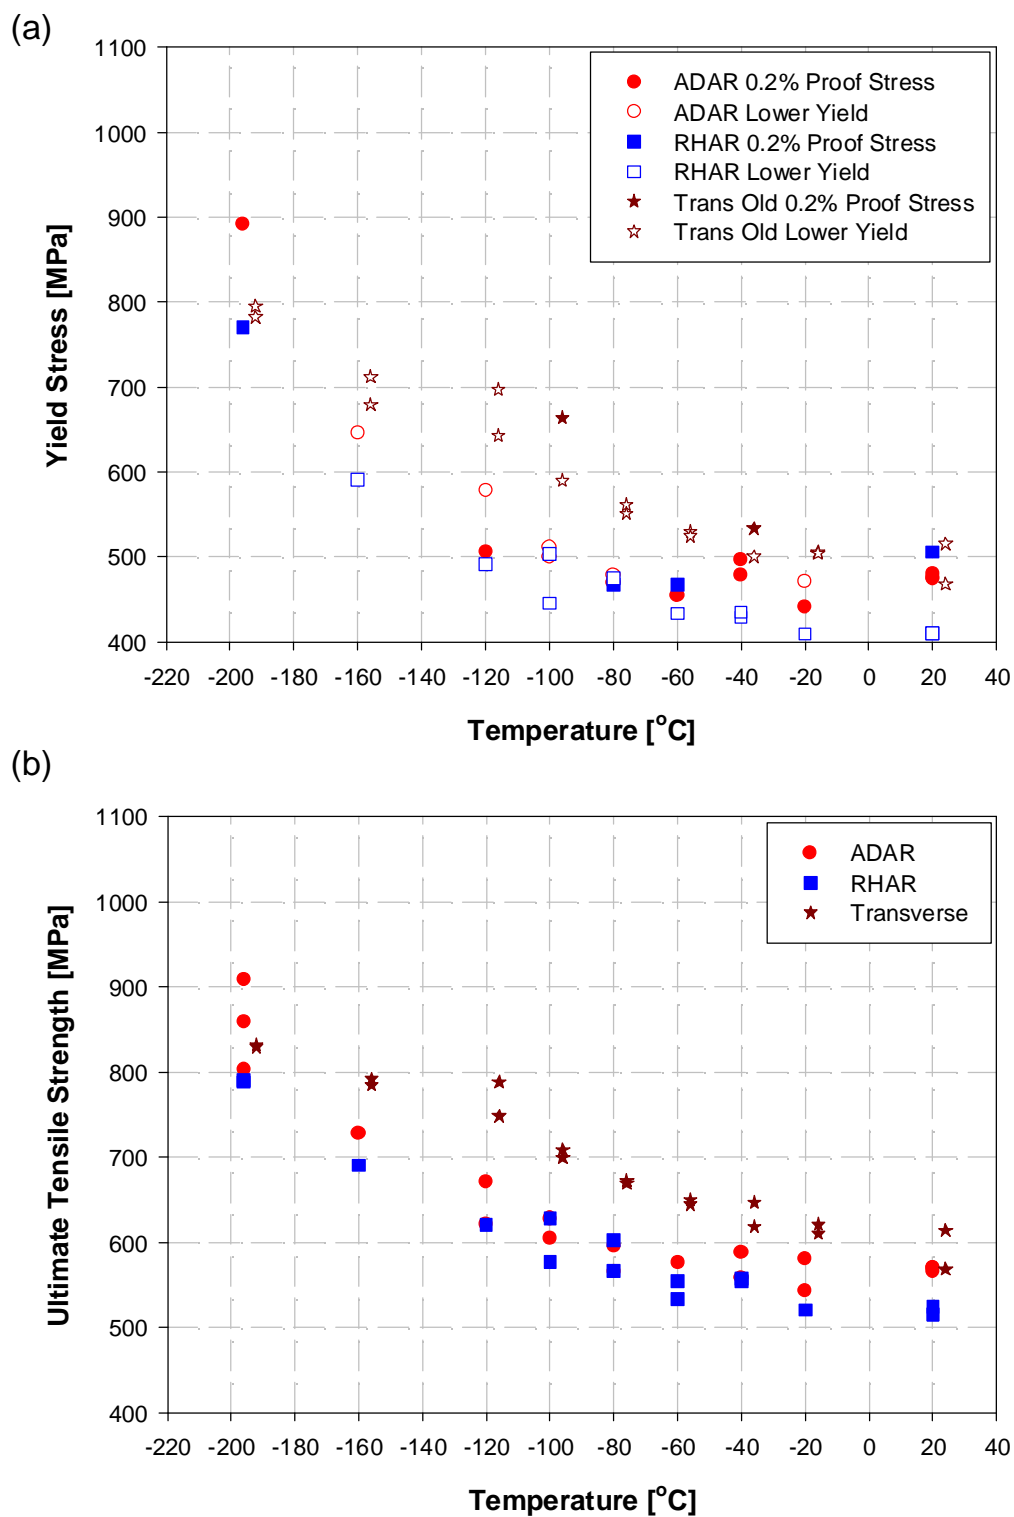 (a)
1100
1000
900
800
700
600
500
400
Yield Stress [MPa]
ADAR 0.2% Proof Stress
ADAR Lower Yield
RHAR 0.2% Proof Stress
RHAR Lower Yield
Trans Old 0.2% Proof Stress
Trans Old Lower Yield
-220 -200 -180 -160 -140 -120 -100 -80 -60 -40 -20 0 20 40
Temperature [°C]
(b)
1100
1000
900
800
700
600
500
400
Ultimate Tensile Strength [MPa]
ADAR
RHAR
Transverse
-220 -200 -180 -160 -140 -120 -100 -80 -60 -40 -20 0 20 40
Temperature [°C]